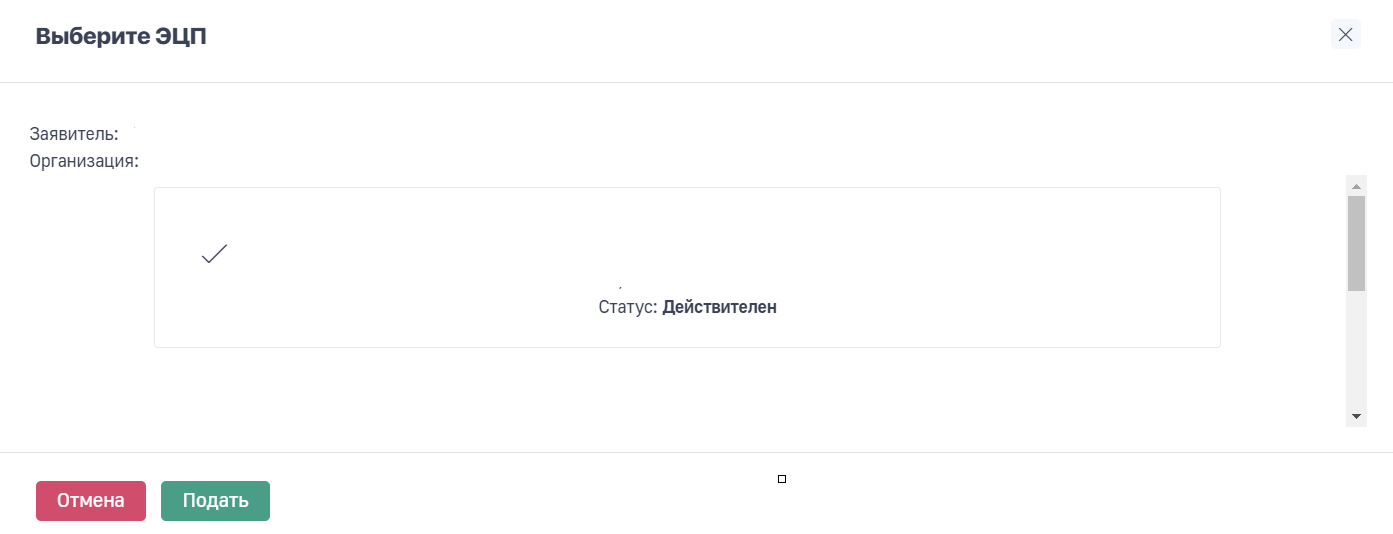 Выберите ЭЦП
Заявитель:
Организация:
Статус: Действителен
Отмена
Подать